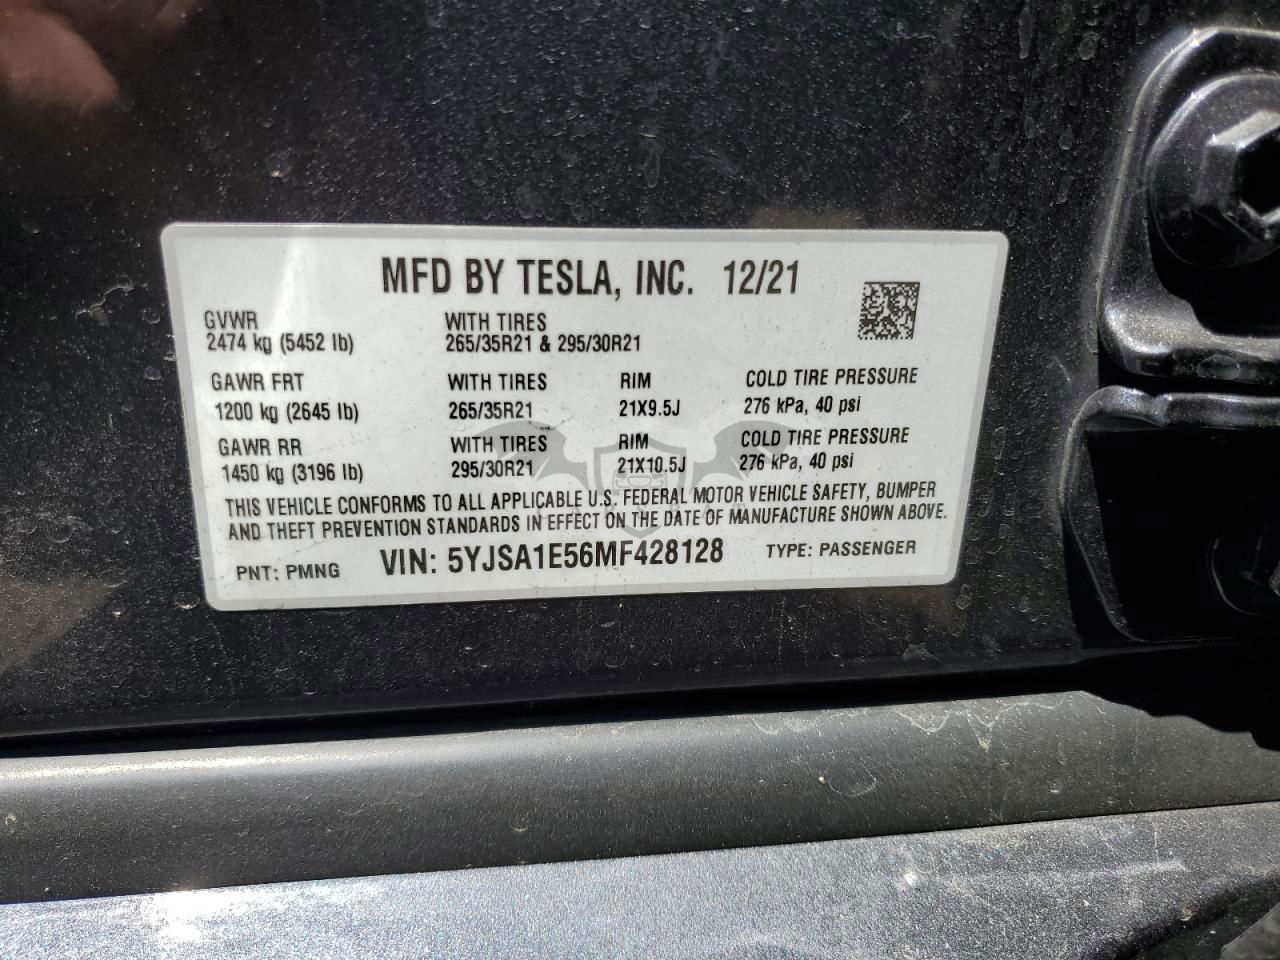 MFD BY TESLA, INC. 12/21
GVWR WITH TIRES
2474 kg (5452 lb) 265/35R21 & 295/30R21
GAWR FRT WITH TIRES RIM COLD TIRE PRESSURE
1200 kg (2645 lb) 265/35R21 21X9.5J 276 kPa, 40 psi
GAWR RR WITH TIRES RIM COLD TIRE PRESSURE
1450 kg (3196 lb) 295/30R21 21X10.5J 276 kPa, 40 psi
THIS VEHICLE CONFORMS TO ALL APPLICABLE U.S. FEDERAL MOTOR VEHICLE SAFETY, BUMPER
AND THEFT PREVENTION STANDARDS IN EFFECT ON THE DATE OF MANUFACTURE SHOWN ABOVE.
PNT: PMNG VIN: 5YJSA1E56MF428128 TYPE: PASSENGER